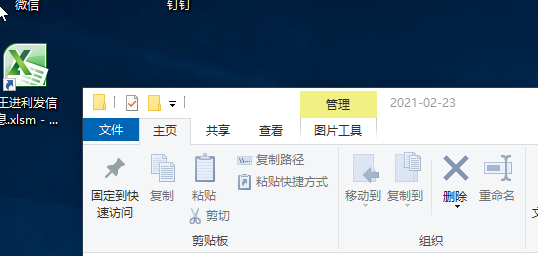 微信
钉钉
王进利发信
息.xlsm - ...
管理
2021-02-23
文件
主页
共享
查看
图片工具
固定到快
速访问
复制
粘贴
复制路径
粘贴快捷方式
剪切
移动到
复制到
删除
重命名
剪贴板
组织